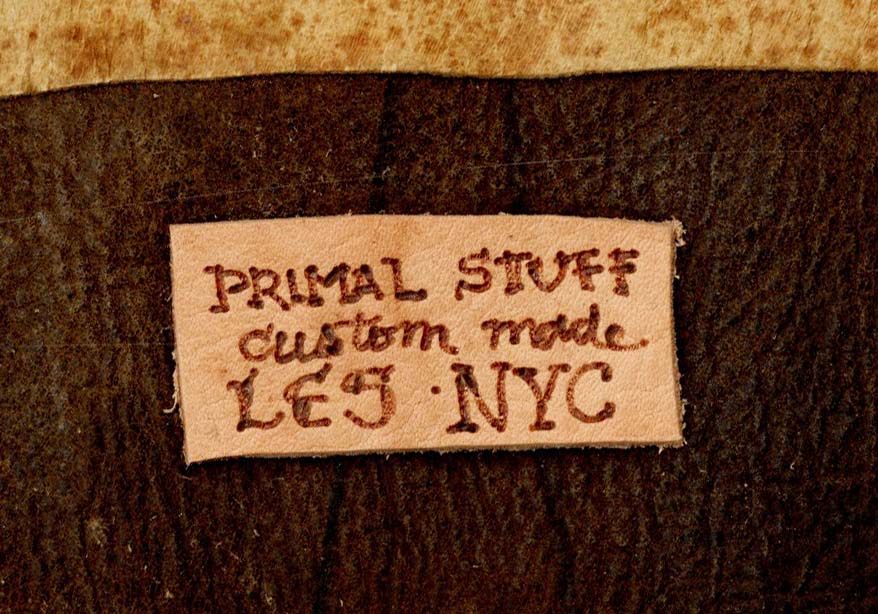 PRIMAL STUFF
custom made
LES · NYC